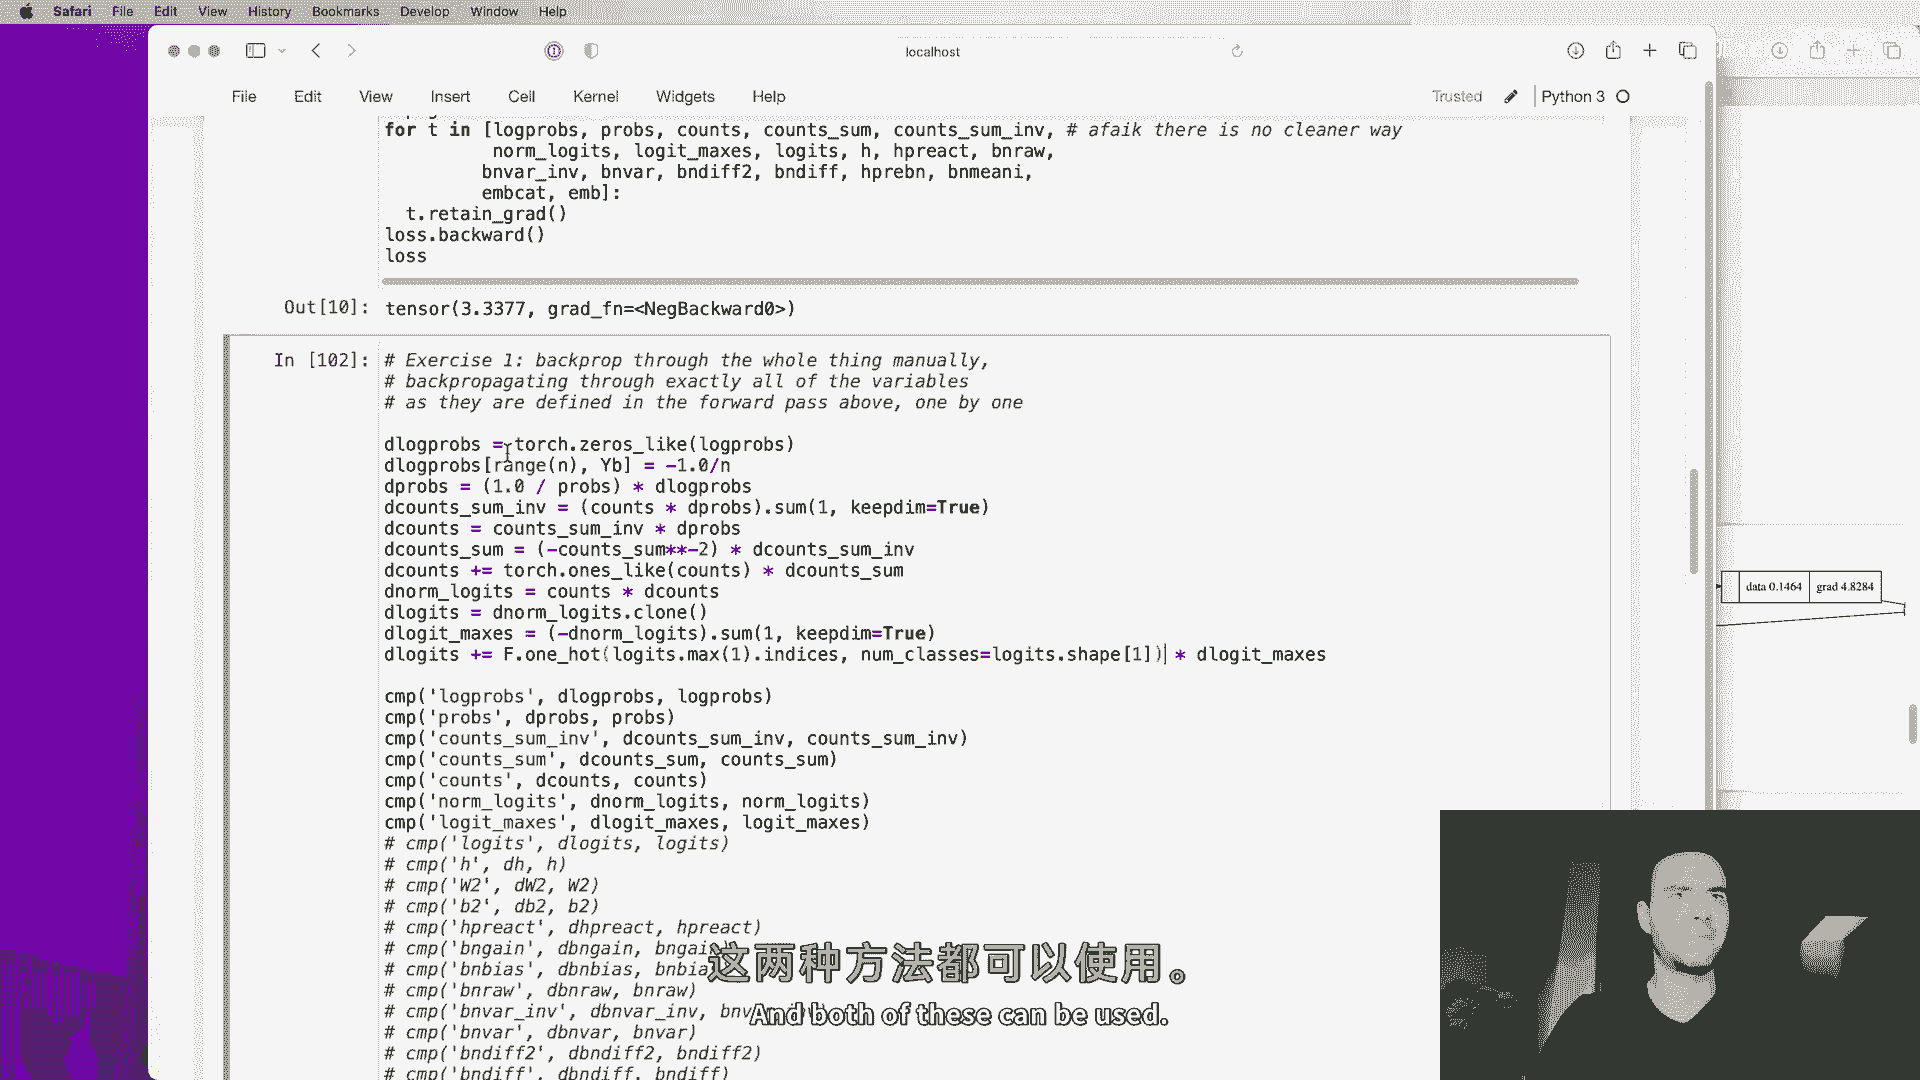 Safari File Edit View History Bookmarks Develop Window Help
localhost
File Edit View Insert Cell Kernel Widgets Help Trusted Python 3
for t in [logprobs, probs, counts, counts_sum, counts_sum_inv, # afaik there is no cleaner way
norm_logits, logit_maxes, logits, h, hpreact, bnraw,
bnvar_inv, bnvar, bndiff2, bndiff, hprebn, bnmeani,
embcat, emb]:
t.retain_grad()
loss.backward()
loss
Out[10]: tensor(3.3377, grad_fn=<NegBackward0>)
In [102]: # Exercise 1: backprop through the whole thing manually,
# backpropagating through exactly all of the variables
# as they are defined in the forward pass above, one by one
dlogprobs = torch.zeros_like(logprobs)
dlogprobs[range(n), Yb] = -1.0/n
dprobs = (1.0 / probs) * dlogprobs
dcounts_sum_inv = (counts * dprobs).sum(1, keepdim=True)
dcounts = counts_sum_inv * dprobs
dcounts_sum = (-counts_sum**-2) * dcounts_sum_inv
dcounts += torch.ones_like(counts) * dcounts_sum
dnorm_logits = counts * dcounts
dlogits = dnorm_logits.clone()
dlogit_maxes = (-dnorm_logits).sum(1, keepdim=True)
dlogits += F.one_hot(logits.max(1).indices, num_classes=logits.shape[1]) * dlogit_maxes
cmp('logprobs', dlogprobs, logprobs)
cmp('probs', dprobs, probs)
cmp('counts_sum_inv', dcounts_sum_inv, counts_sum_inv)
cmp('counts_sum', dcounts_sum, counts_sum)
cmp('counts', dcounts, counts)
cmp('norm_logits', dnorm_logits, norm_logits)
cmp('logit_maxes', dlogit_maxes, logit_maxes)
# cmp('logits', dlogits, logits)
# cmp('h', dh, h)
# cmp('W2', dW2, W2)
# cmp('b2', db2, b2)
# cmp('hpreact', dhpreact, hpreact)
# cmp('bngain', dbngain, bngai
# cmp('bnbias', dbnbias, bnbia
# cmp('bnraw', dbnraw, bnraw)
# cmp('bnvar_inv', dbnvar_inv, bnv
# cmp('bnvar', dbnvar, bnvar)
# cmp('bndiff2', dbndiff2, bndiff2)
# cmp('bndiff', dbndiff, bndiff)
data 0.1464 grad 4.8284
这两种方法都可以使用。
And both of these can be used.